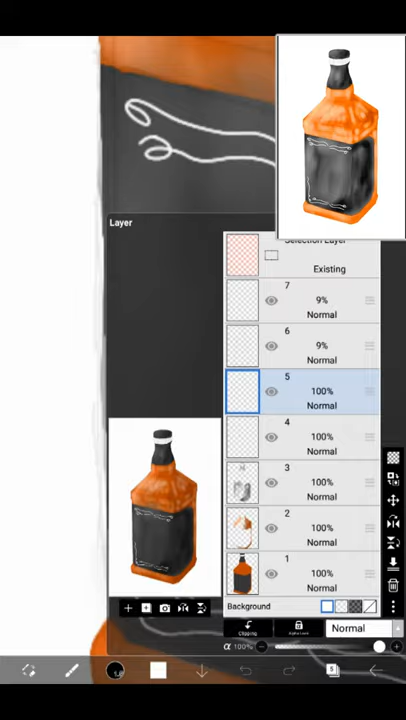 Layer
Selection Layer
Existing
7
9%
Normal
6
9%
Normal
5
100%
Normal
4
100%
Normal
3
100%
Normal
2
100%
Normal
1
100%
Normal
Background
Clipping
Alpha Lock
Normal
α 100%
5